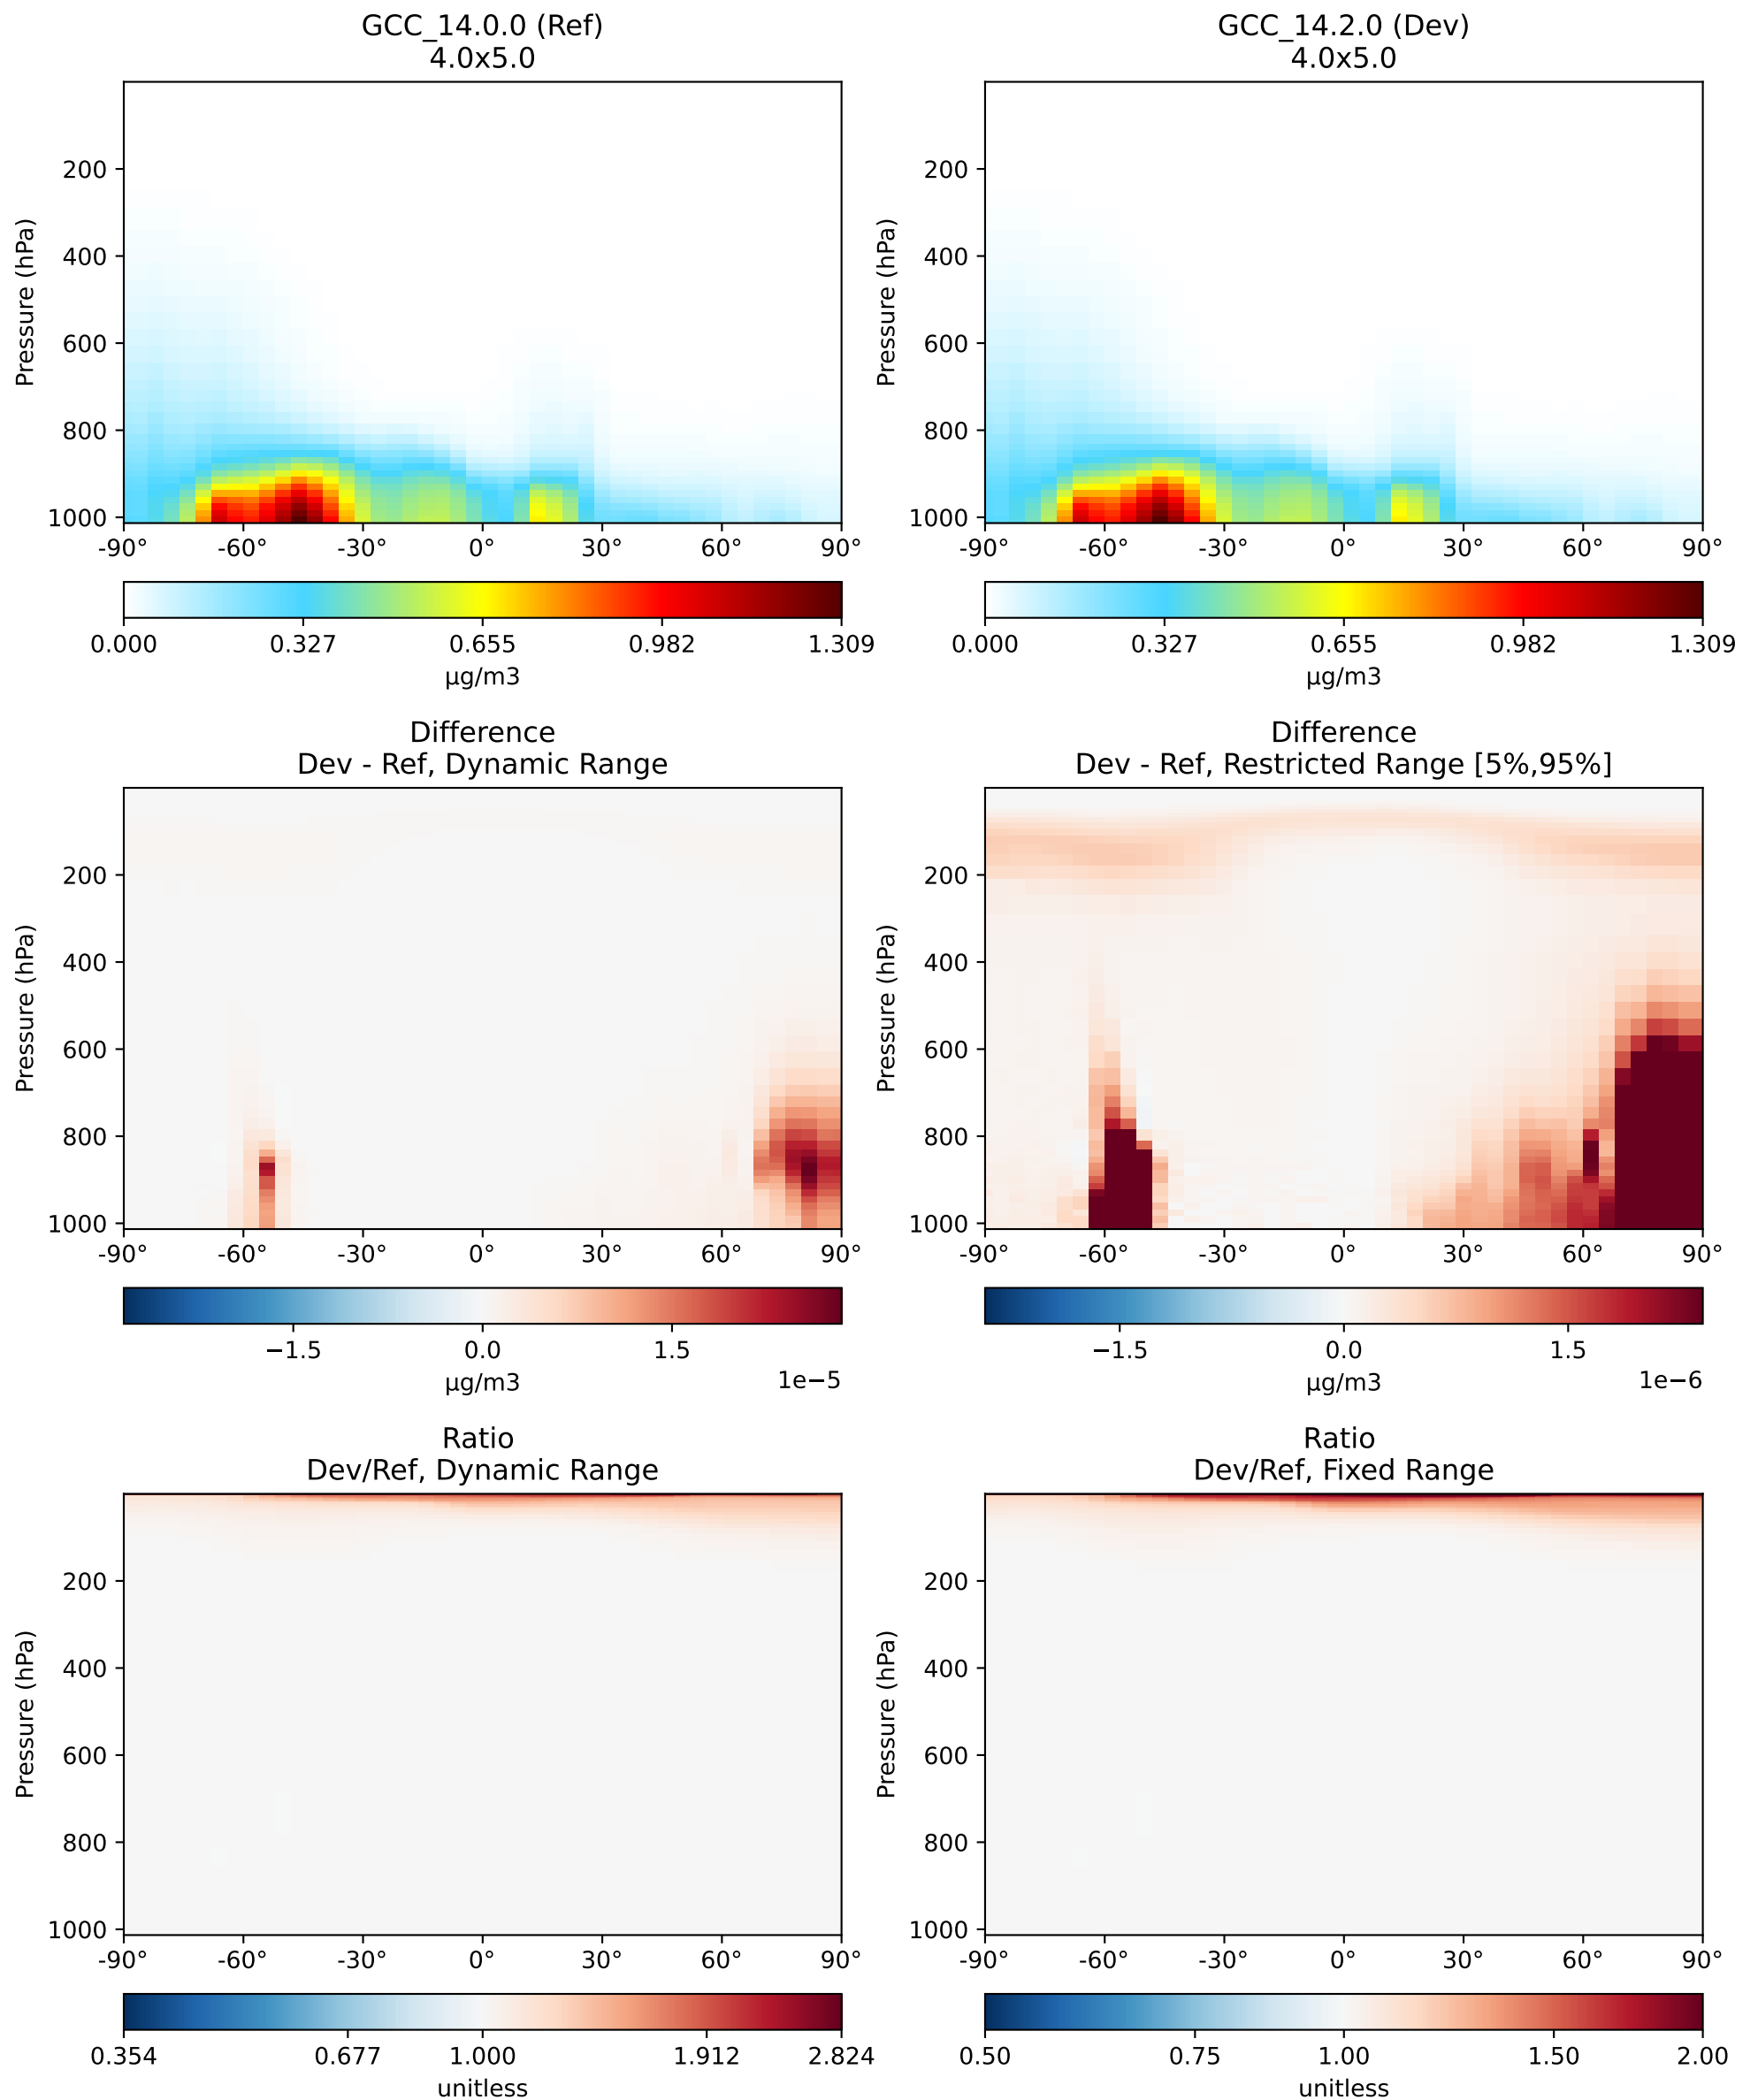 GCC_14.0.0 (Ref)
4.0x5.0
Pressure (hPa)
200
400
600
800
1000
-90° -60° -30° 0° 30° 60° 90°
0.000 0.327 0.655 0.982 1.309
µg/m3
GCC_14.2.0 (Dev)
4.0x5.0
Pressure (hPa)
200
400
600
800
1000
-90° -60° -30° 0° 30° 60° 90°
0.000 0.327 0.655 0.982 1.309
µg/m3
Difference
Dev - Ref, Dynamic Range
Pressure (hPa)
200
400
600
800
1000
-90° -60° -30° 0° 30° 60° 90°
−1.5 0.0 1.5
µg/m3 1e−5
Difference
Dev - Ref, Restricted Range [5%,95%]
Pressure (hPa)
200
400
600
800
1000
-90° -60° -30° 0° 30° 60° 90°
−1.5 0.0 1.5
µg/m3 1e−6
Ratio
Dev/Ref, Dynamic Range
Pressure (hPa)
200
400
600
800
1000
-90° -60° -30° 0° 30° 60° 90°
0.354 0.677 1.000 1.912 2.824
unitless
Ratio
Dev/Ref, Fixed Range
Pressure (hPa)
200
400
600
800
1000
-90° -60° -30° 0° 30° 60° 90°
0.50 0.75 1.00 1.50 2.00
unitless